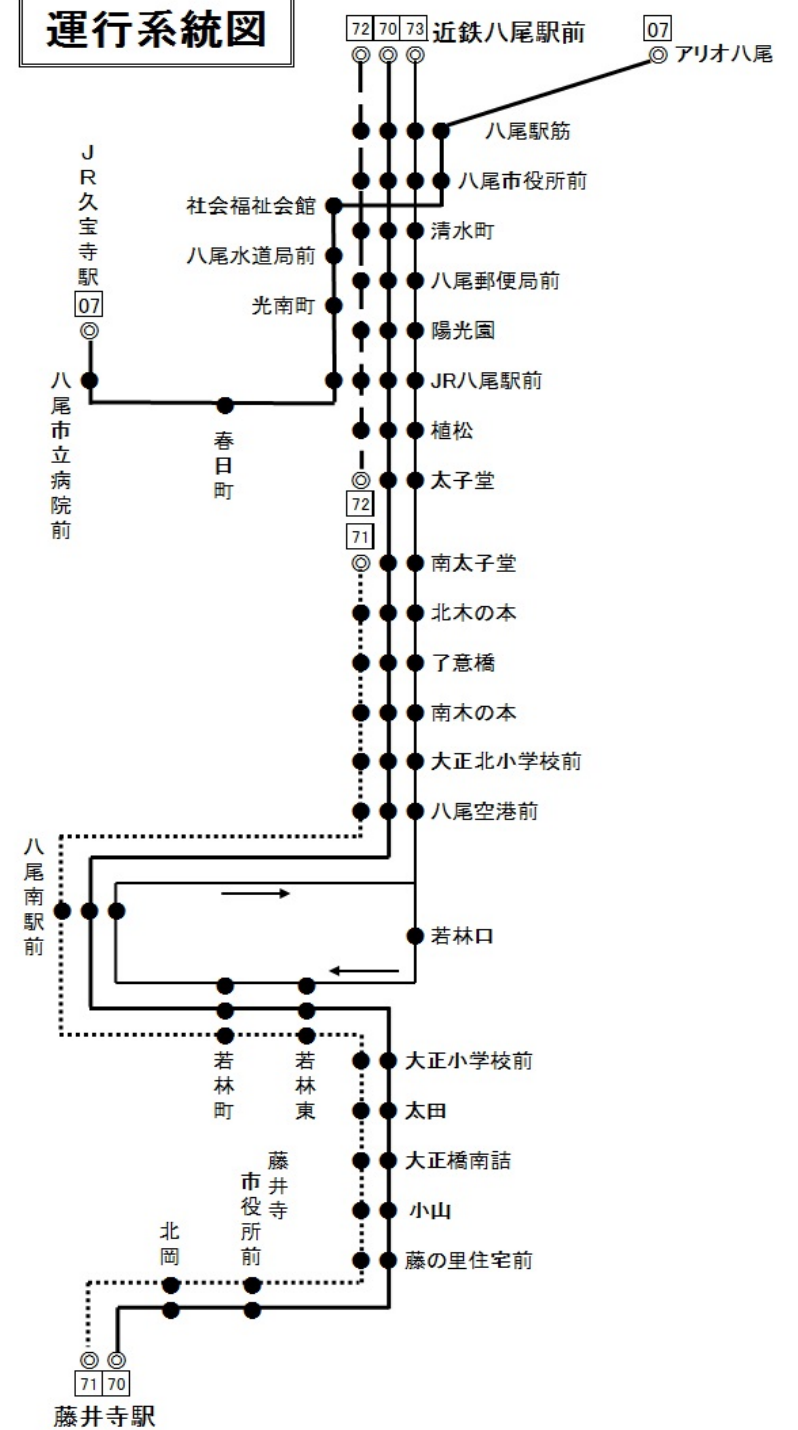 運行系統図
72 70 73 近鉄八尾駅前
07
アリオ八尾
八尾駅筋
八尾市役所前
社会福祉会館
清水町
八尾水道局前
八尾郵便局前
光南町
陽光園
JR久宝寺駅
07
JR八尾駅前
八尾市立病院前
春日町
植松
太子堂
72
71
南太子堂
北木の本
了意橋
南木の本
大正北小学校前
八尾空港前
八尾南駅前
若林口
若林町
若林東
大正小学校前
太田
大正橋南詰
小山
藤の里住宅前
藤井寺
市役所前
北岡
71 70
藤井寺駅